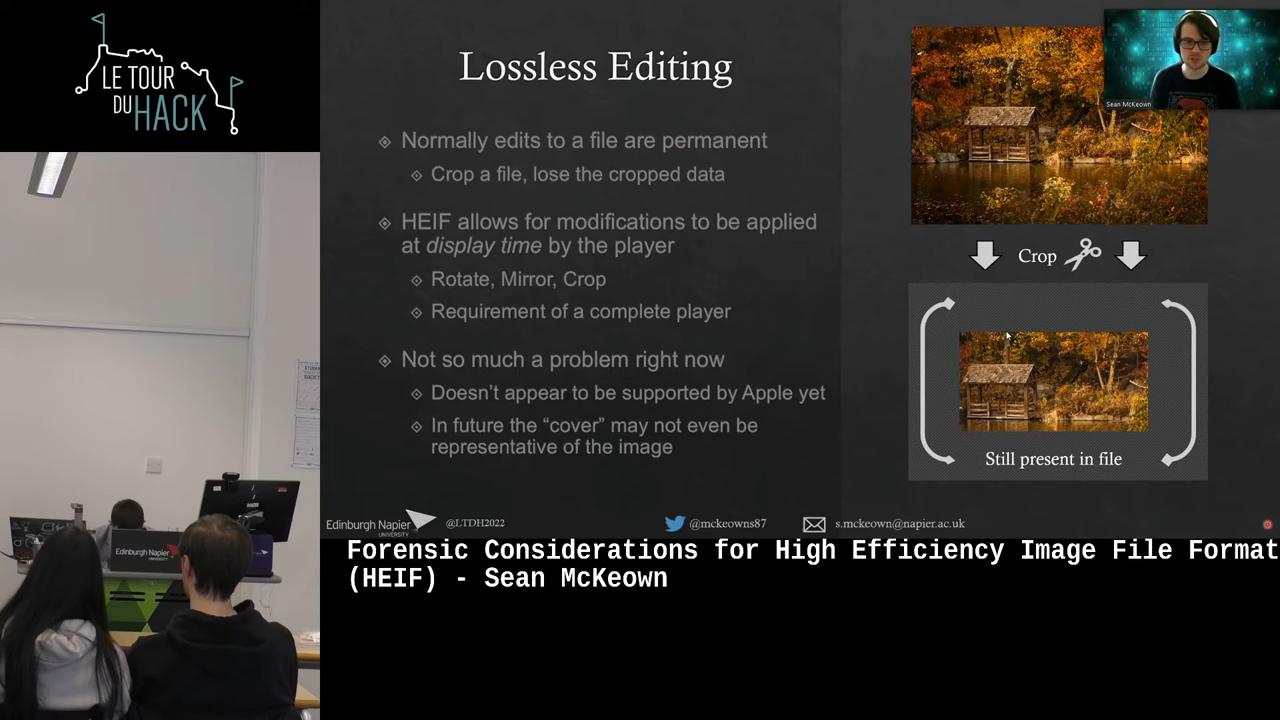 LE TOUR
DU HACK
Lossless Editing
Normally edits to a file are permanent
Crop a file, lose the cropped data
HEIF allows for modifications to be applied
at display time by the player
Rotate, Mirror, Crop
Requirement of a complete player
Not so much a problem right now
Doesn't appear to be supported by Apple yet
In future the “cover” may not even be
representative of the image
Sean McKeown
Crop
Still present in file
Edinburgh Napier
UNIVERSITY
@LTDH2022
@mckeowns87
s.mckeown@napier.ac.uk
Edinburgh Napier
Forensic Considerations for High Efficiency Image File Format
(HEIF) - Sean McKeown